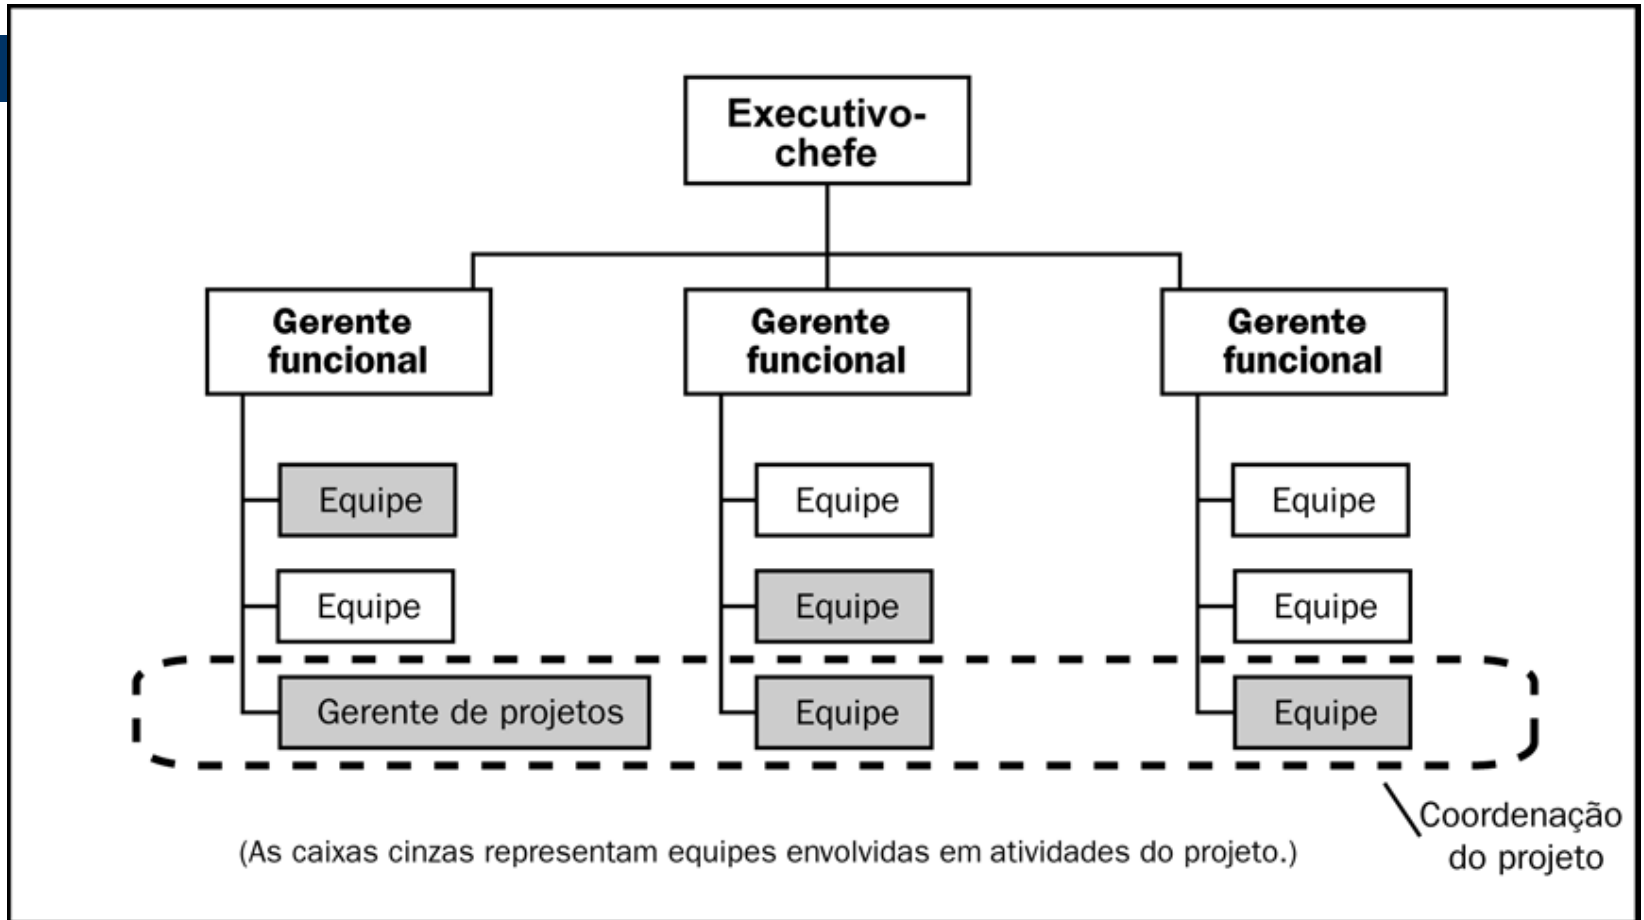 Executivo-
chefe
Gerente
funcional
Gerente
funcional
Gerente
funcional
Equipe
Equipe
Equipe
Equipe
Equipe
Equipe
Gerente de projetos
Equipe
Equipe
Coordenação
do projeto
(As caixas cinzas representam equipes envolvidas em atividades do projeto.)